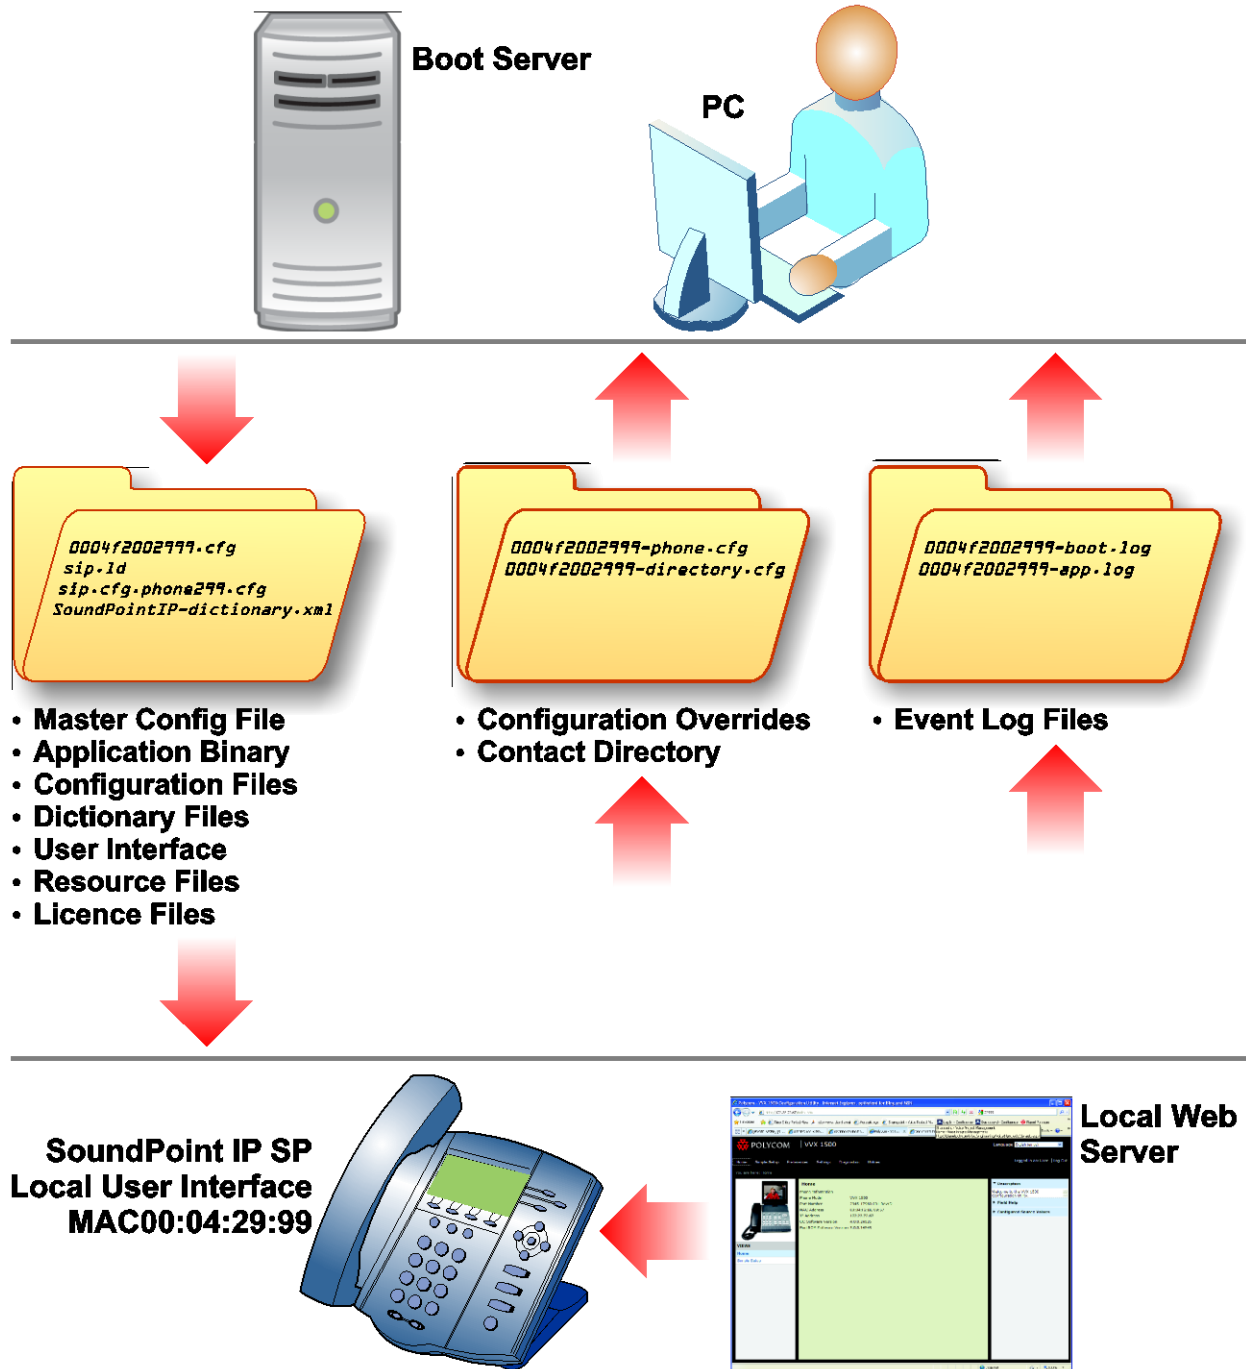 Boot Server
PC
0004f2002999.cfg
sip.ld
sip.cfg.phone299.cfg
SoundPointIP-dictionary.xml
0004f2002999-phone.cfg
0004f2002999-directory.cfg
0004f2002999-boot.log
0004f2002999-app.log
• Master Config File
• Application Binary
• Configuration Files
• Dictionary Files
• User Interface
• Resource Files
• Licence Files
• Configuration Overrides
• Contact Directory
• Event Log Files
SoundPoint IP SP
Local User Interface
MAC00:04:29:99
Local Web
Server
POLYCOM VVX 1500
Home